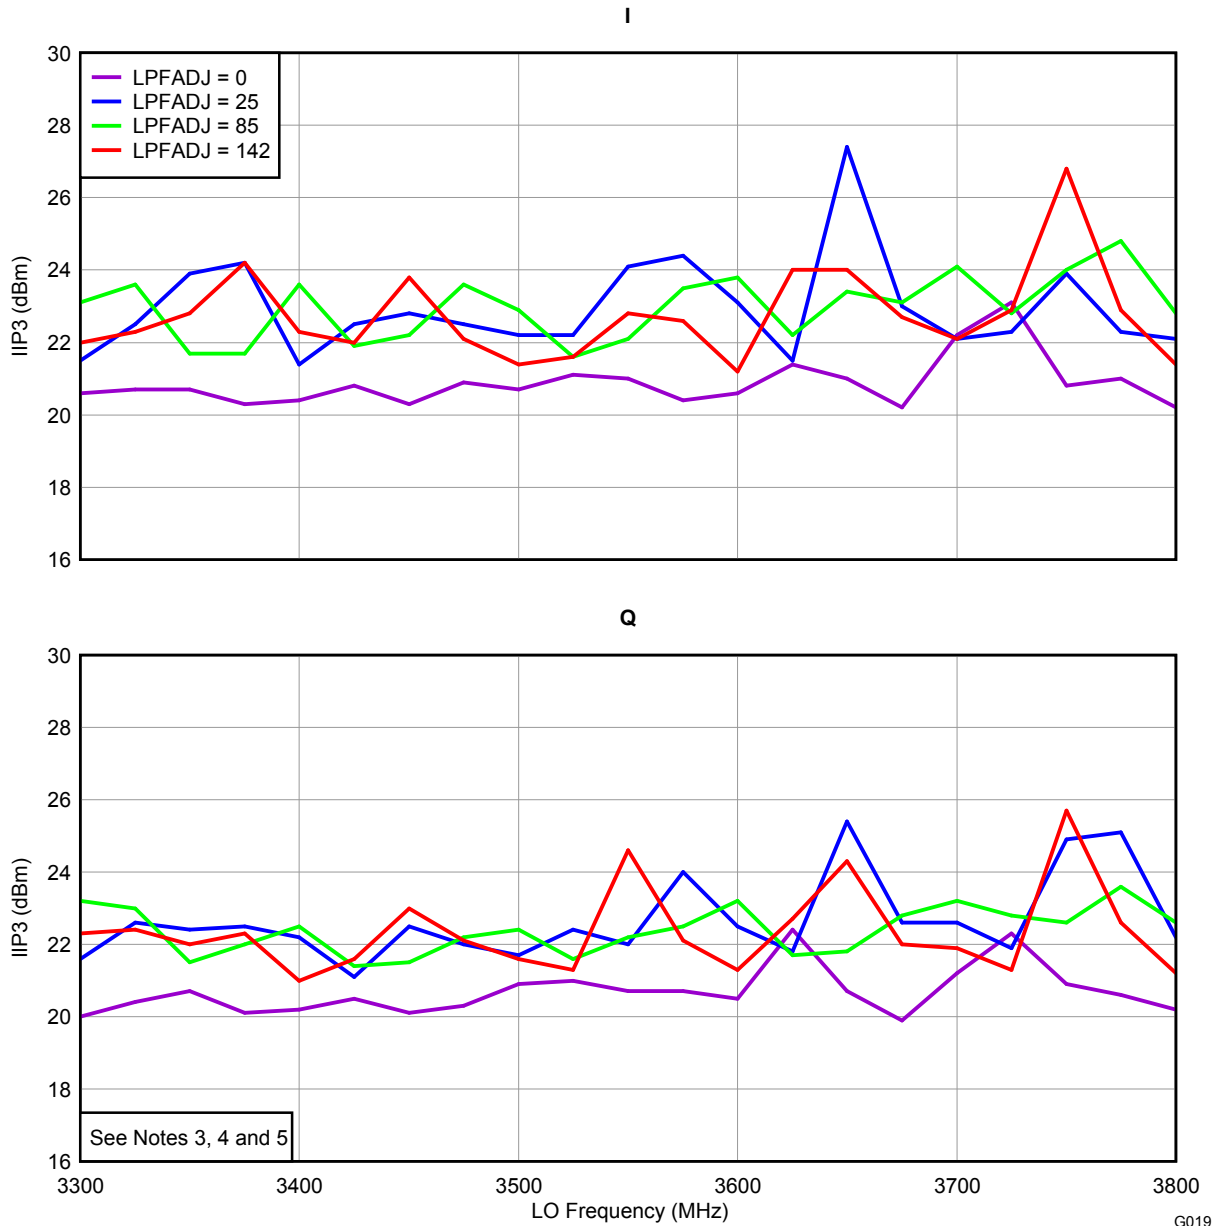 I
30
28
26
24
22
20
18
16
IIP3 (dBm)
LPFADJ = 0
LPFADJ = 25
LPFADJ = 85
LPFADJ = 142
Q
30
28
26
24
22
20
18
16
IIP3 (dBm)
See Notes 3, 4 and 5
3300 3400 3500 3600 3700 3800
LO Frequency (MHz)
G019